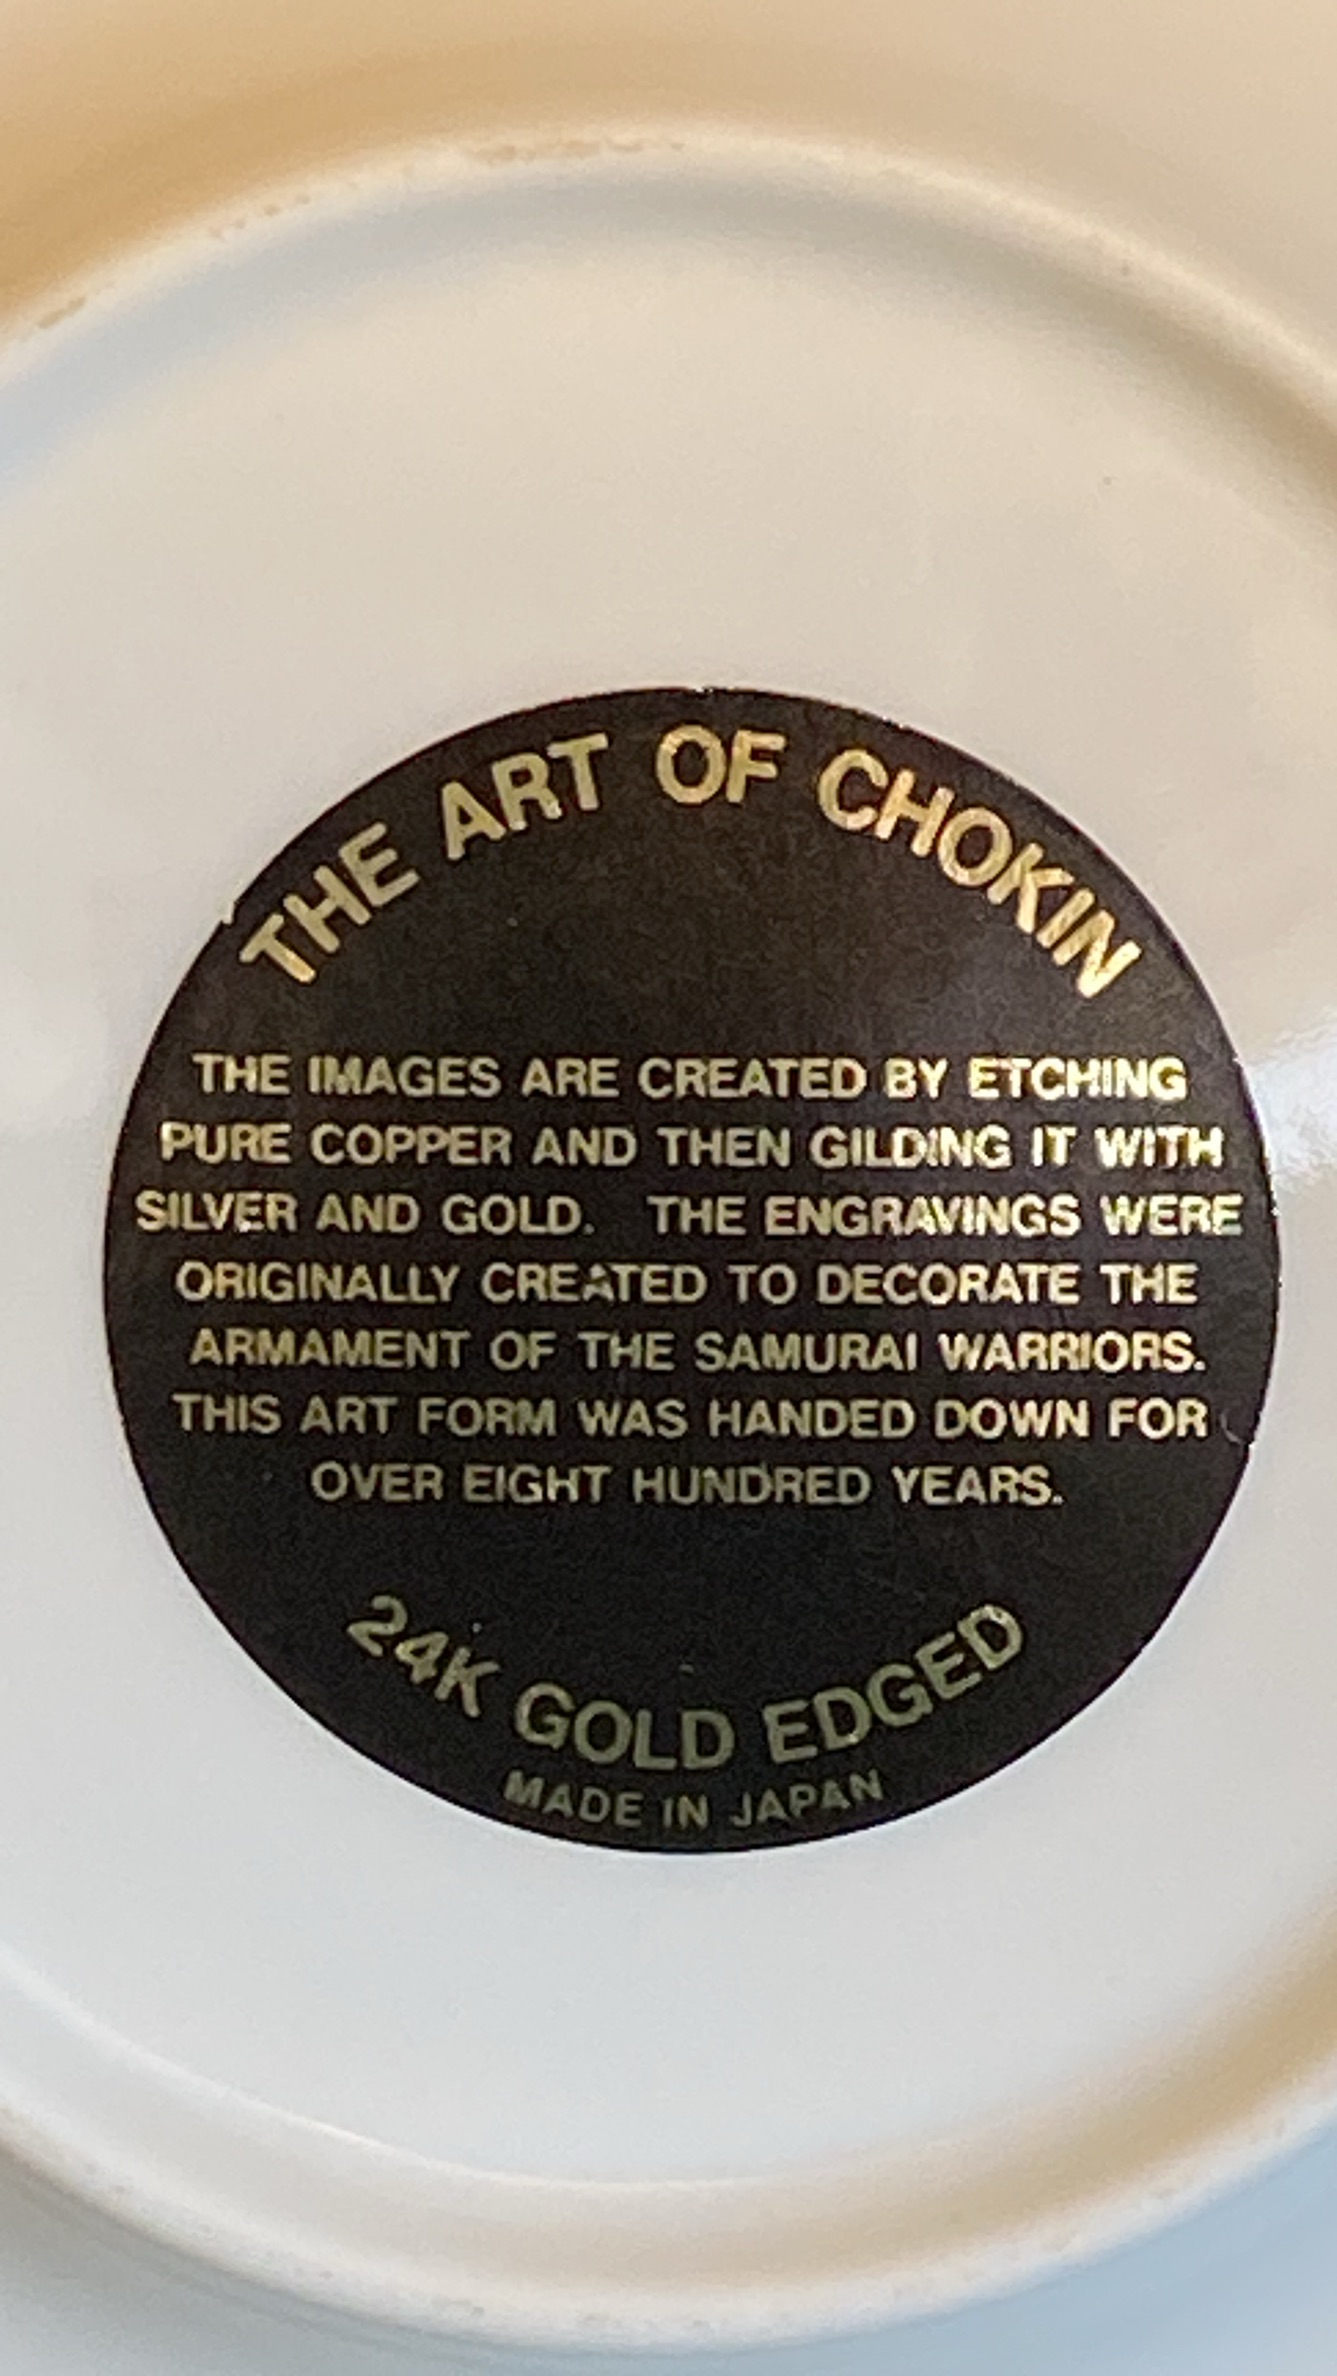 THE ART OF CHOKIN
THE IMAGES ARE CREATED BY ETCHING
PURE COPPER AND THEN GILDING IT WITH
SILVER AND GOLD. THE ENGRAVINGS WERE
ORIGINALLY CREATED TO DECORATE THE
ARMAMENT OF THE SAMURAI WARRIORS.
THIS ART FORM WAS HANDED DOWN FOR
OVER EIGHT HUNDRED YEARS.
24K GOLD EDGED
MADE IN JAPAN